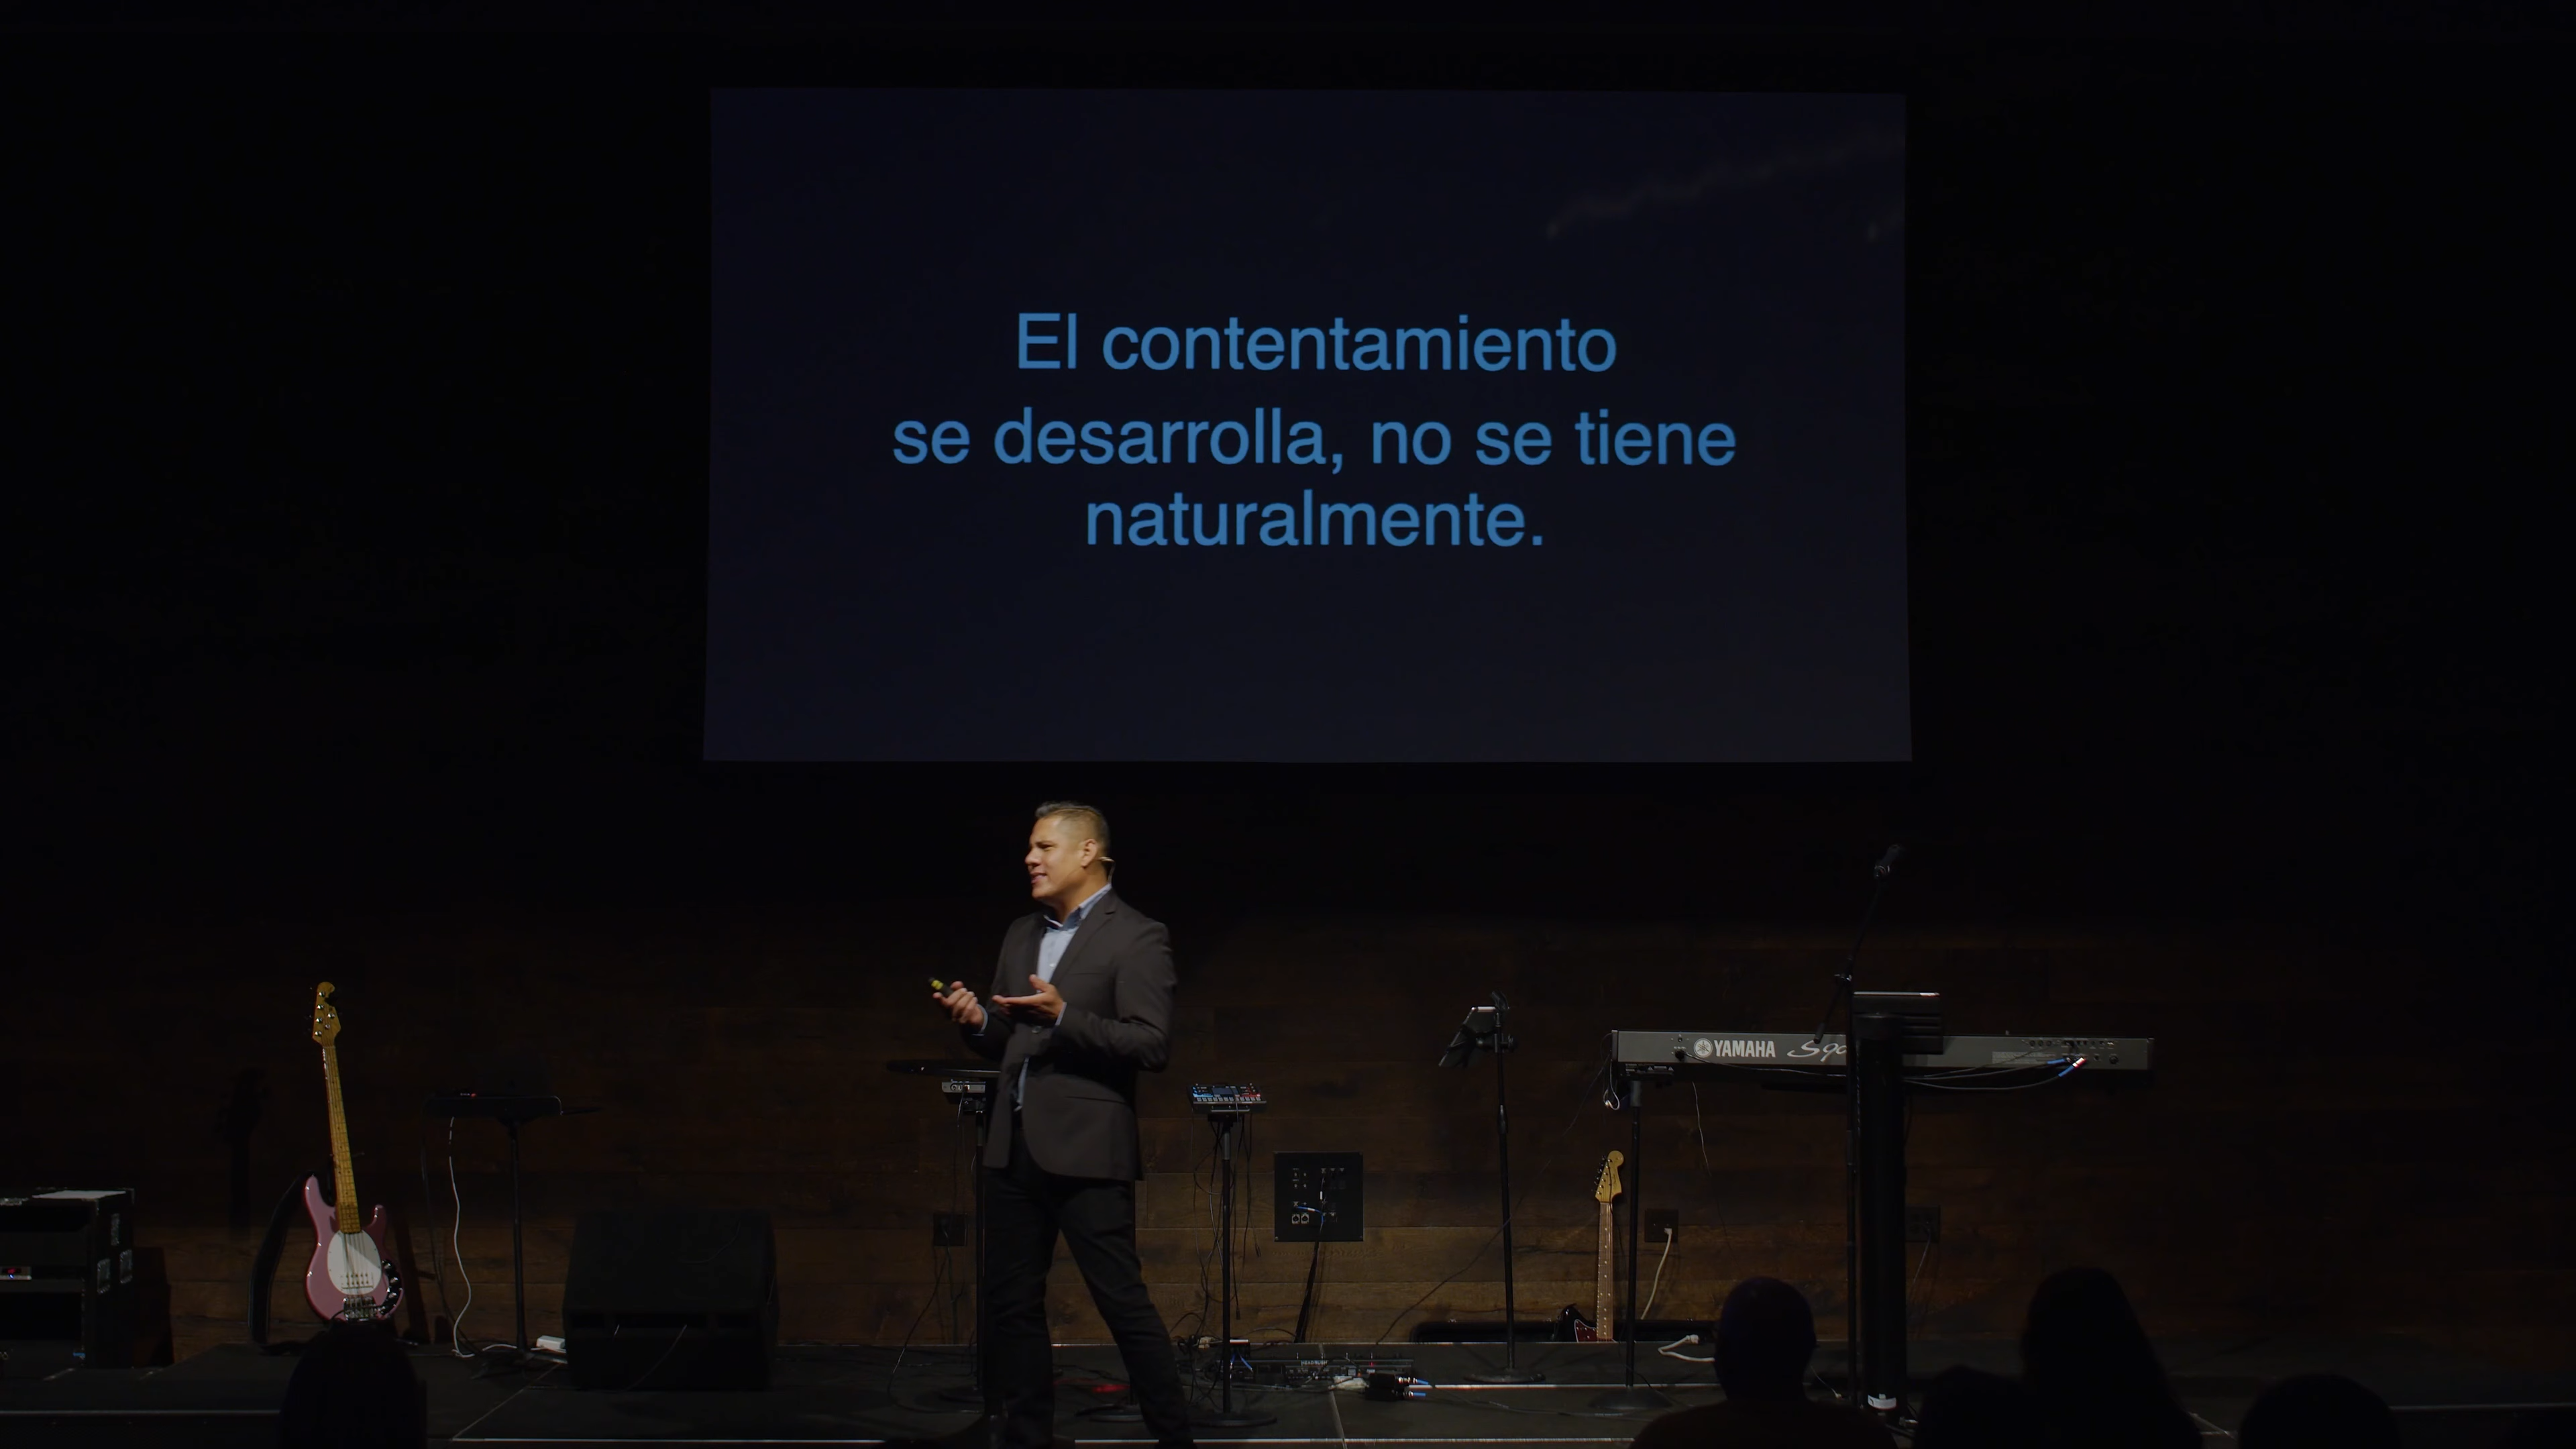 El contentamiento
se desarrolla, no se tiene
naturalmente.
YAMAHA